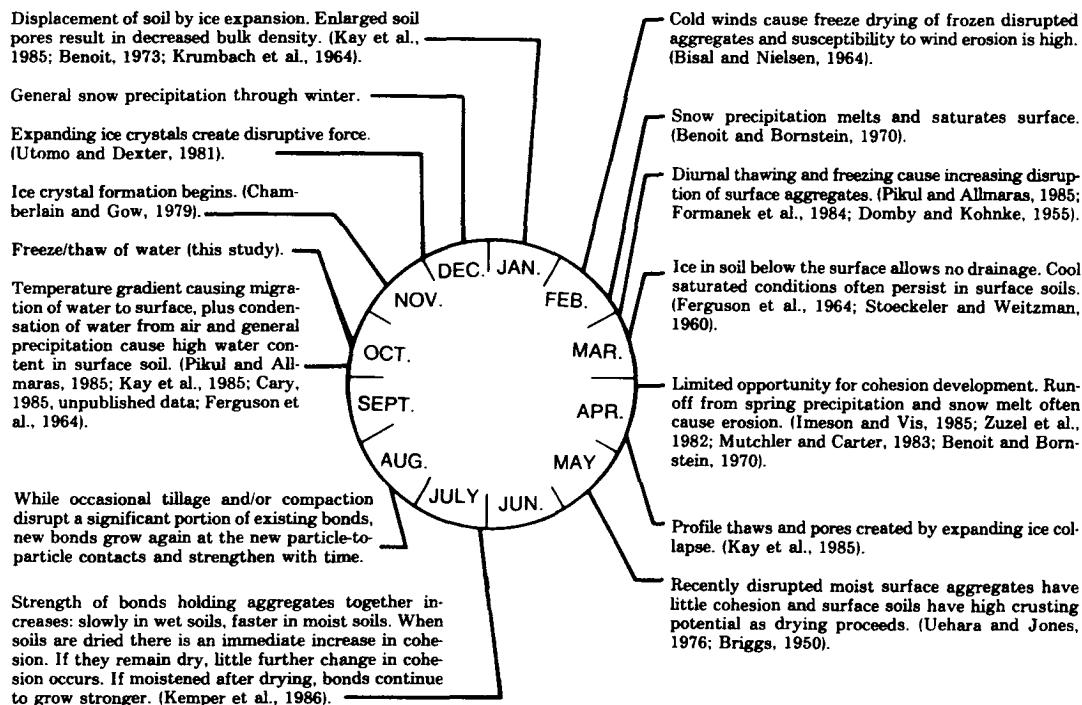 Displacement of soil by ice expansion. Enlarged soil
pores result in decreased bulk density. (Kay et al.,
1985; Benoit, 1973; Krumbach et al., 1964).
General snow precipitation through winter.
Expanding ice crystals create disruptive force.
(Utomo and Dexter, 1981).
Ice crystal formation begins. (Cham-
berlain and Gow, 1979).
Freeze/thaw of water (this study).
Temperature gradient causing migra-
tion of water to surface, plus conden-
sation of water from air and general
precipitation cause high water con-
tent in surface soil. (Pikul and All-
maras, 1985; Kay et al., 1985; Cary,
1985, unpublished data; Ferguson et
al., 1964).
While occasional tillage and/or compaction
disrupt a significant portion of existing bonds,
new bonds grow again at the new particle-to-
particle contacts and strengthen with time.
Strength of bonds holding aggregates together in-
creases: slowly in wet soils, faster in moist soils. When
soils are dried there is an immediate increase in cohe-
sion. If they remain dry, little further change in cohe-
sion occurs. If moistened after drying, bonds continue
to grow stronger. (Kemper et al., 1986).
JAN.
FEB.
MAR.
APR.
MAY
JUN.
JULY
AUG.
SEPT.
OCT.
NOV.
DEC.
Cold winds cause freeze drying of frozen disrupted
aggregates and susceptibility to wind erosion is high.
(Bisal and Nielsen, 1964).
Snow precipitation melts and saturates surface.
(Benoit and Bornstein, 1970).
Diurnal thawing and freezing cause increasing disrup-
tion of surface aggregates. (Pikul and Allmaras, 1985;
Formanek et al., 1984; Domby and Kohnke, 1955).
Ice in soil below the surface allows no drainage. Cool
saturated conditions often persist in surface soils.
(Ferguson et al., 1964; Stoeckeler and Weitzman,
1960).
Limited opportunity for cohesion development. Run-
off from spring precipitation and snow melt often
cause erosion. (Imeson and Vis, 1985; Zuzel et al.,
1982; Mutchler and Carter, 1983; Benoit and Born-
stein, 1970).
Profile thaws and pores created by expanding ice col-
lapse. (Kay et al., 1985).
Recently disrupted moist surface aggregates have
little cohesion and surface soils have high crusting
potential as drying proceeds. (Uehara and Jones,
1976; Briggs, 1950).